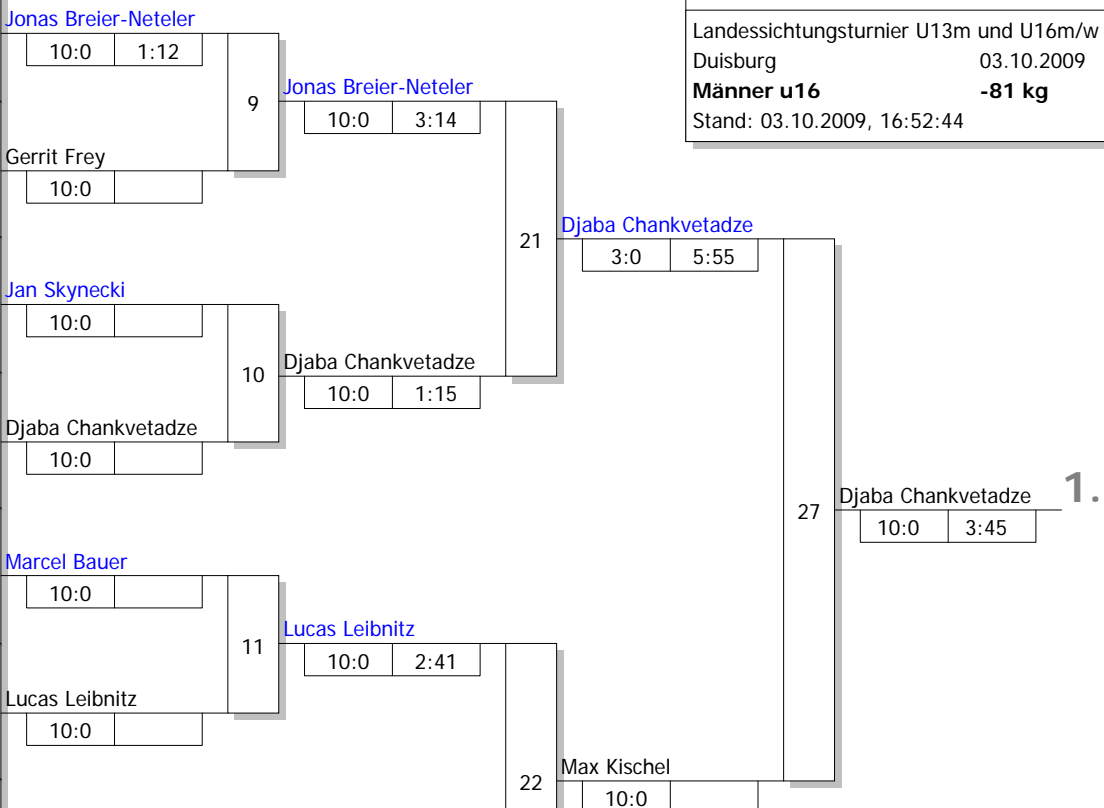 Landessichtungsturnier U13m und U16m/w
Duisburg 03.10.2009
Männer u16 -81 kg
Stand: 03.10.2009, 16:52:44
Jonas Breier-Neteler
10:0 1:12
9
Gerrit Frey
10:0
Jonas Breier-Neteler
10:0 3:14
21
Jan Skynecki
10:0
10
Djaba Chankvetadze
10:0
Djaba Chankvetadze
10:0 1:15
Djaba Chankvetadze
3:0 5:55
27
Djaba Chankvetadze 1.
10:0 3:45
Marcel Bauer
10:0
11
Lucas Leibnitz
10:0
Lucas Leibnitz
10:0 2:41
22
Max Kischel
10:0